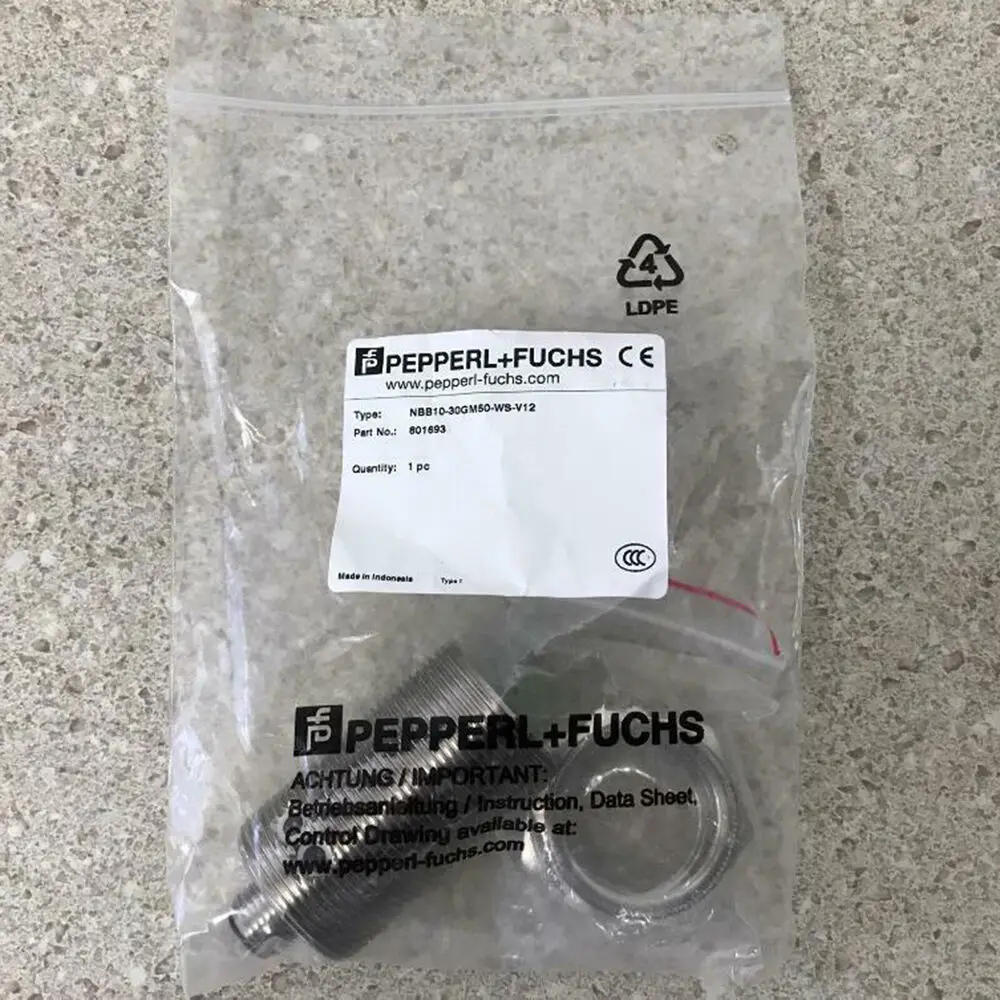 4
LDPE
PEPPERL+FUCHS CE
www.pepperl-fuchs.com
Type: NBB10-30GM50-WS-V12
Part No.: 801693
Quantity: 1 pc
CCC
Made in Indonesia Type :
PEPPERL+FUCHS
ACHTUNG / IMPORTANT:
Betriebsanleitung / Instruction, Data Sheet,
Control Drawing available at:
www.pepperl-fuchs.com